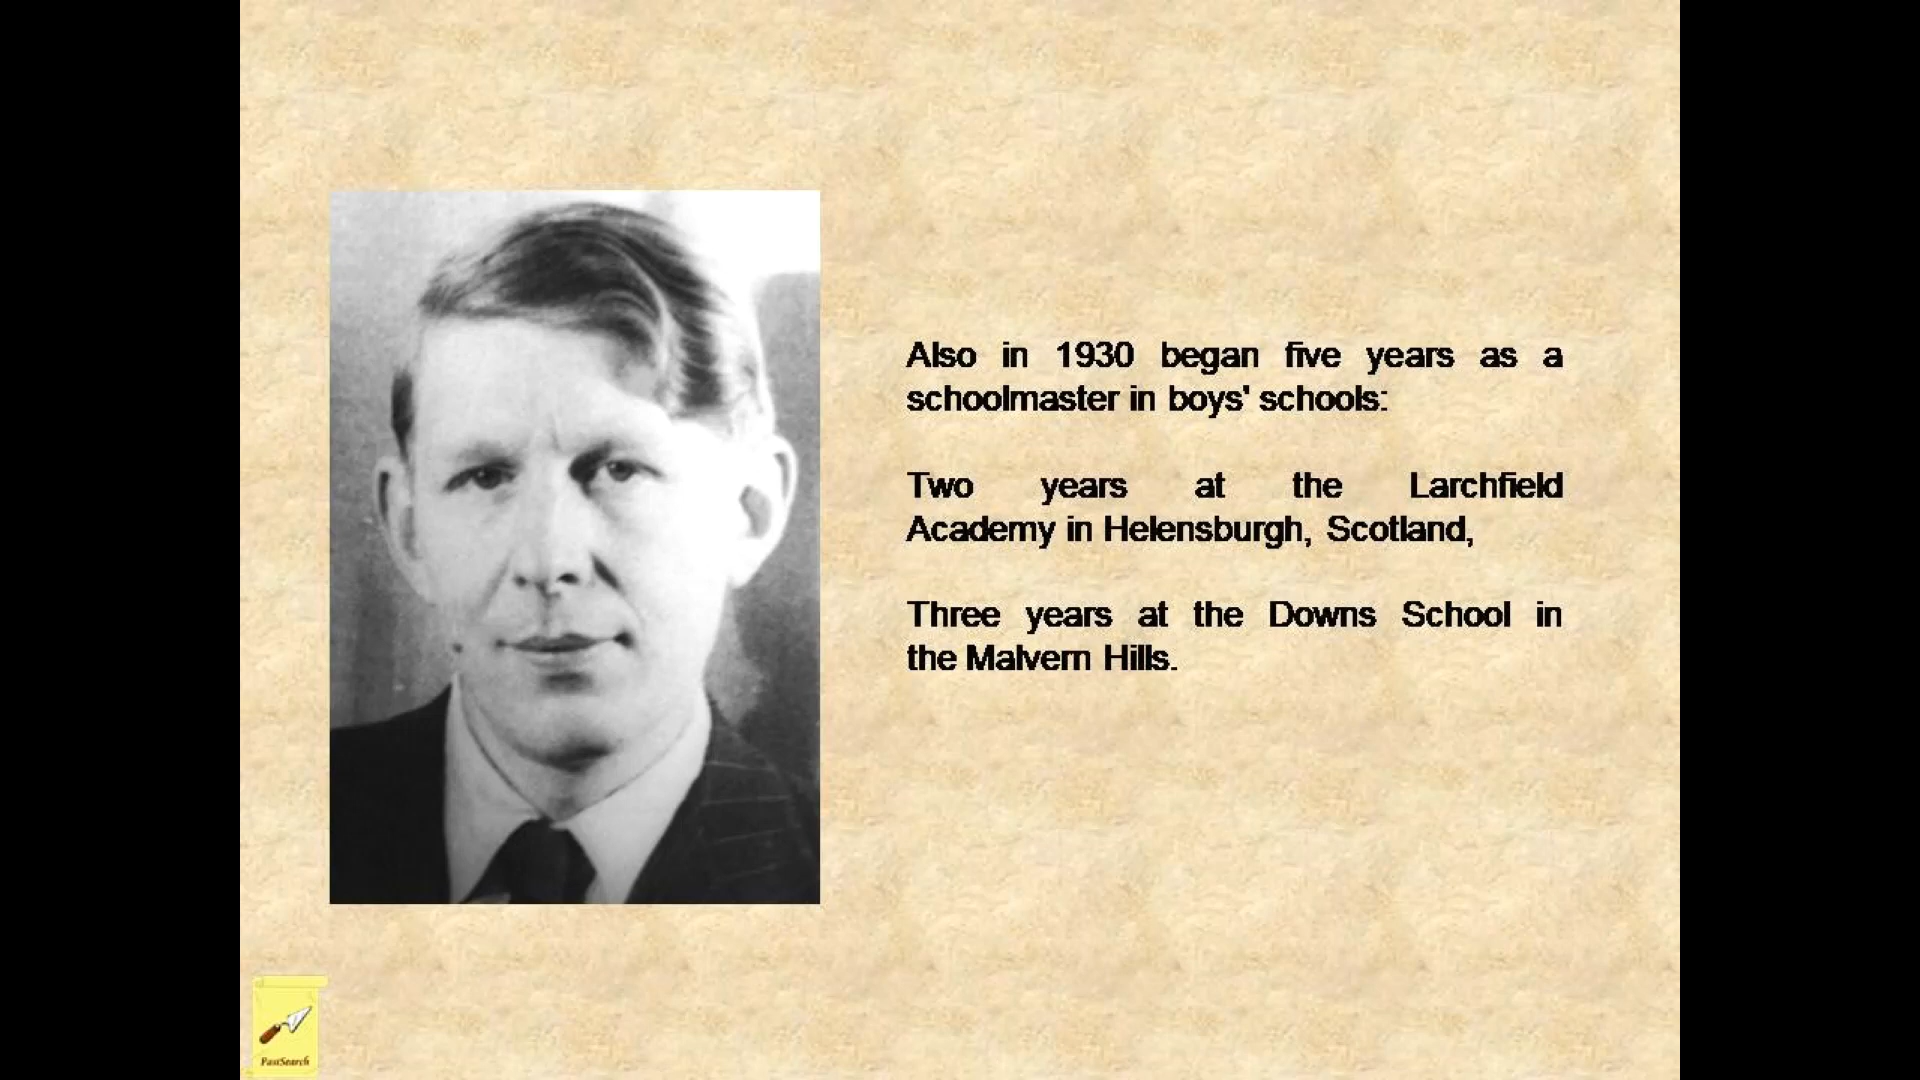 Also in 1930 began five years as a
schoolmaster in boys' schools:
Two years at the Larchfield
Academy in Helensburgh, Scotland,
Three years at the Downs School in
the Malvern Hills.
PastSearch